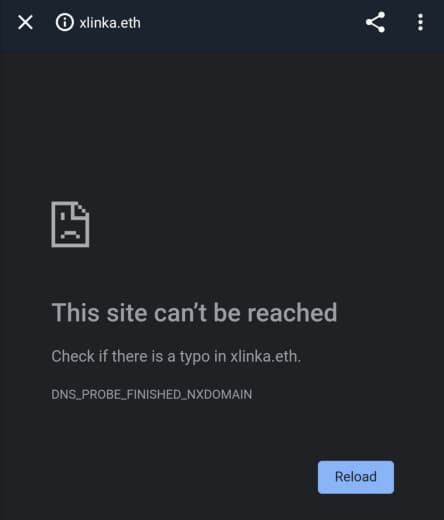 xlinka.eth
This site can’t be reached
Check if there is a typo in xlinka.eth.
DNS_PROBE_FINISHED_NXDOMAIN
Reload